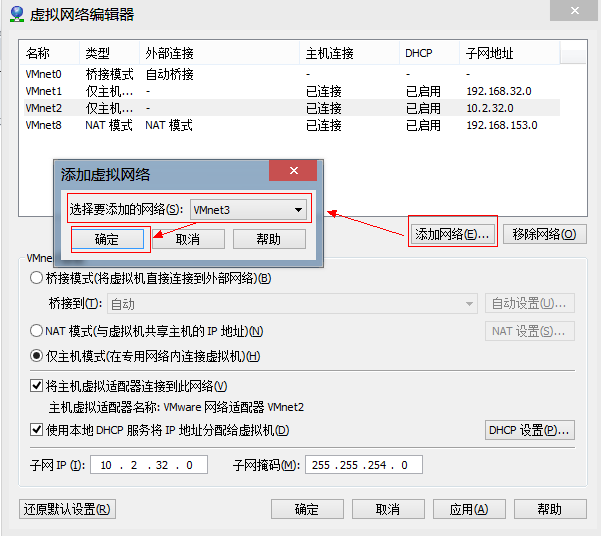 虚拟网络编辑器
名称 类型 外部连接 主机连接 DHCP 子网地址
VMnet0 桥接模式 自动桥接 - - -
VMnet1 仅主机... - 已连接 已启用 192.168.32.0
VMnet2 仅主机... - 已连接 已启用 10.2.32.0
VMnet8 NAT 模式 NAT 模式 已连接 已启用 192.168.153.0
添加虚拟网络
选择要添加的网络(S): VMnet3
确定 取消 帮助
添加网络(E)... 移除网络(O)
VMne
桥接模式(将虚拟机直接连接到外部网络)(B)
桥接到(T): 自动 自动设置(U)...
NAT 模式(与虚拟机共享主机的 IP 地址)(N) NAT 设置(S)...
仅主机模式(在专用网络内连接虚拟机)(H)
将主机虚拟适配器连接到此网络(V)
主机虚拟适配器名称: VMware 网络适配器 VMnet2
使用本地 DHCP 服务将 IP 地址分配给虚拟机(D) DHCP 设置(P)...
子网 IP (I): 10 . 2 . 32 . 0 子网掩码(M): 255 .255 .254 . 0
还原默认设置(R) 确定 取消 应用(A) 帮助